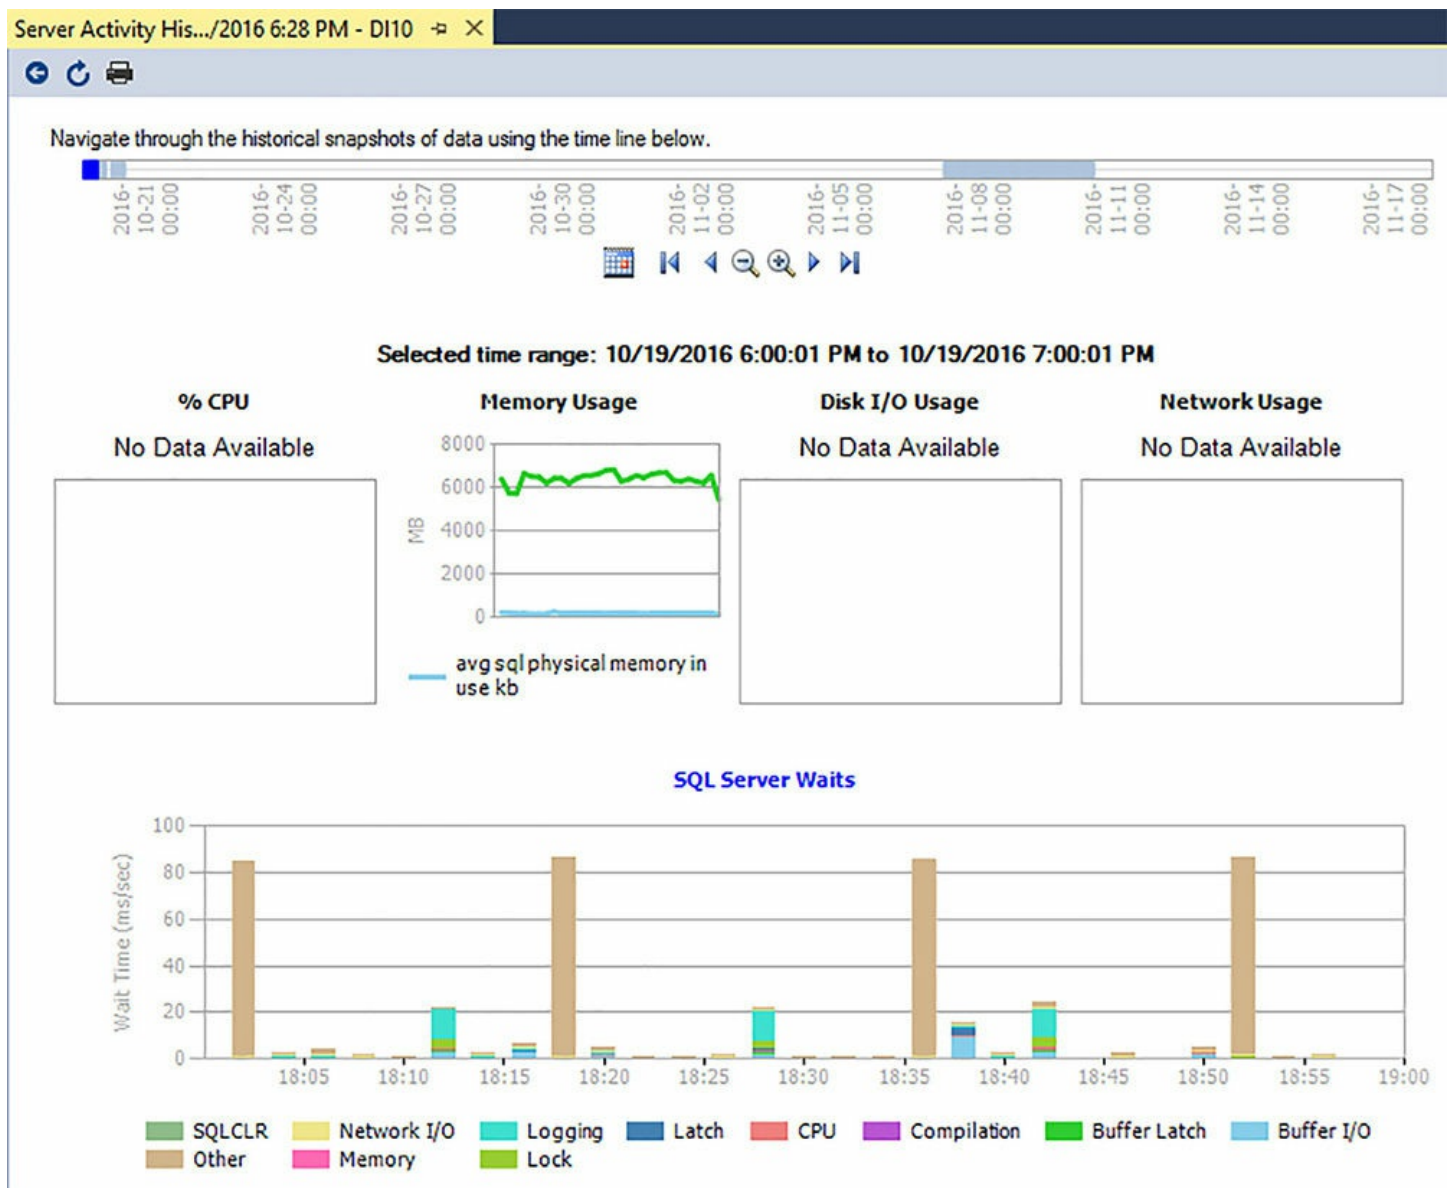 Server Activity His.../2016 6:28 PM - DI10
Navigate through the historical snapshots of data using the time line below.
2016-10-21 00:00
2016-10-24 00:00
2016-10-27 00:00
2016-10-30 00:00
2016-11-02 00:00
2016-11-05 00:00
2016-11-08 00:00
2016-11-11 00:00
2016-11-14 00:00
2016-11-17 00:00
Selected time range: 10/19/2016 6:00:01 PM to 10/19/2016 7:00:01 PM
% CPU
No Data Available
Memory Usage
8000
6000
4000
2000
0
MB
avg sql physical memory in
use kb
Disk I/O Usage
No Data Available
Network Usage
No Data Available
SQL Server Waits
Wait Time (ms/sec)
100
80
60
40
20
0
18:05 18:10 18:15 18:20 18:25 18:30 18:35 18:40 18:45 18:50 18:55 19:00
SQLCLR Network I/O Logging Latch CPU Compilation Buffer Latch Buffer I/O
Other Memory Lock